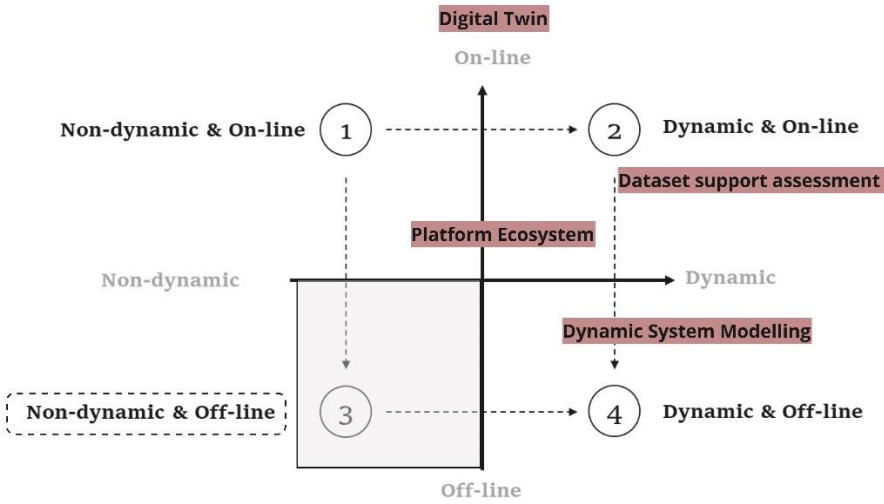 Digital Twin
On-line
Non-dynamic & On-line
1
2
Dynamic & On-line
Dataset support assessment
Platform Ecosystem
Non-dynamic
Dynamic
Dynamic System Modelling
Non-dynamic & Off-line
3
4
Dynamic & Off-line
Off-line